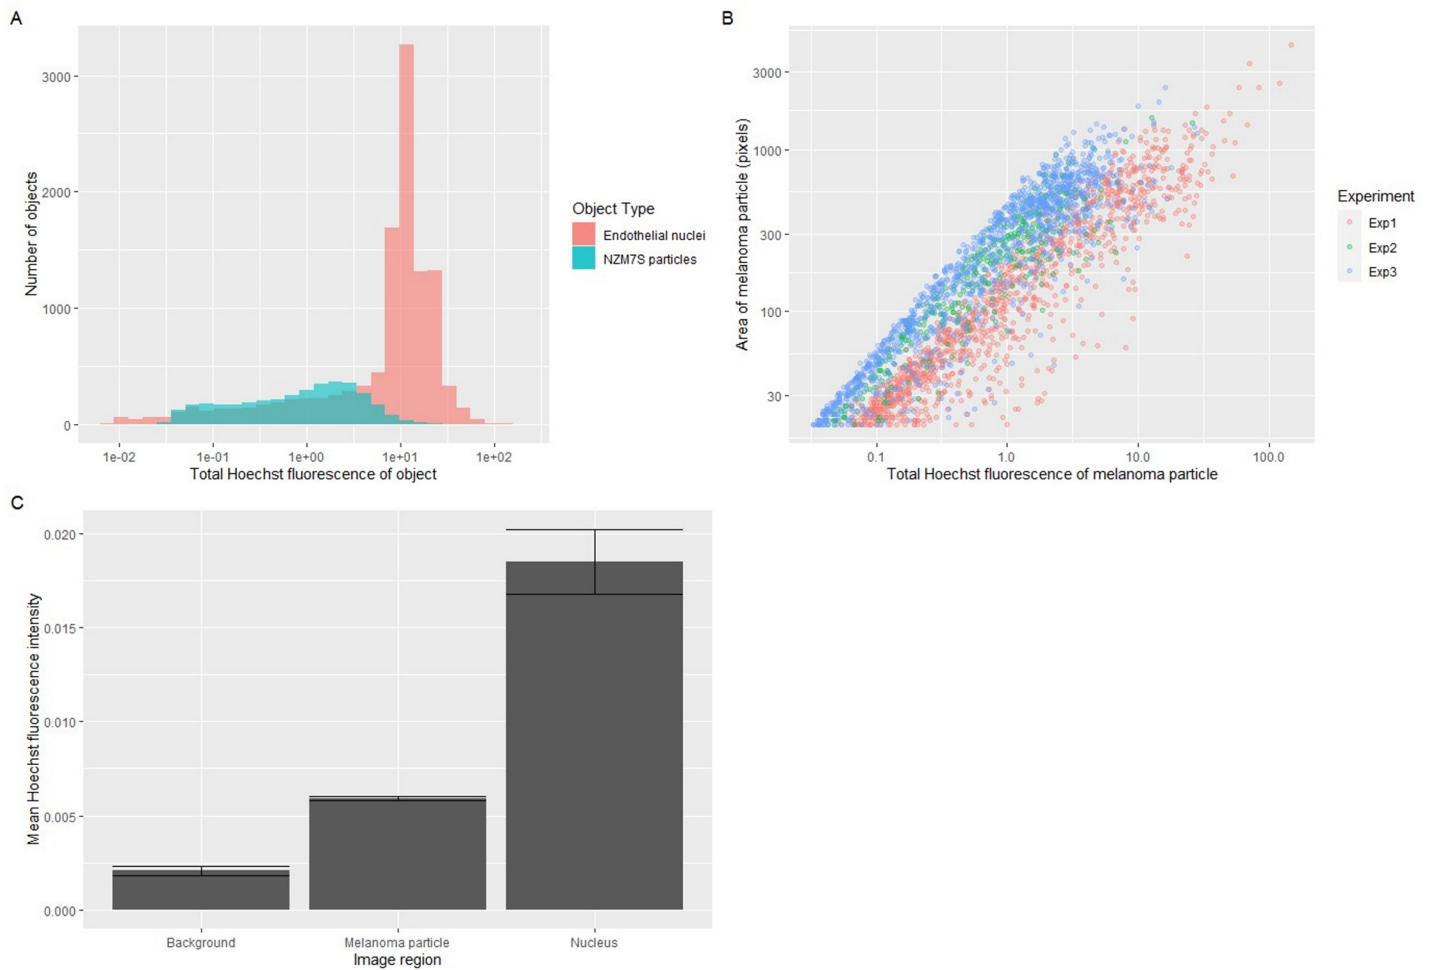 A
Number of objects
3000
2000
1000
0
1e-02 1e-01 1e+00 1e+01 1e+02
Total Hoechst fluorescence of object
Object Type
Endothelial nuclei
NZM7S particles
B
Area of melanoma particle (pixels)
3000
1000
300
100
30
0.1 1.0 10.0 100.0
Total Hoechst fluorescence of melanoma particle
Experiment
Exp1
Exp2
Exp3
C
Mean Hoechst fluorescence intensity
0.020
0.015
0.010
0.005
0.000
Background Melanoma particle Nucleus
Image region